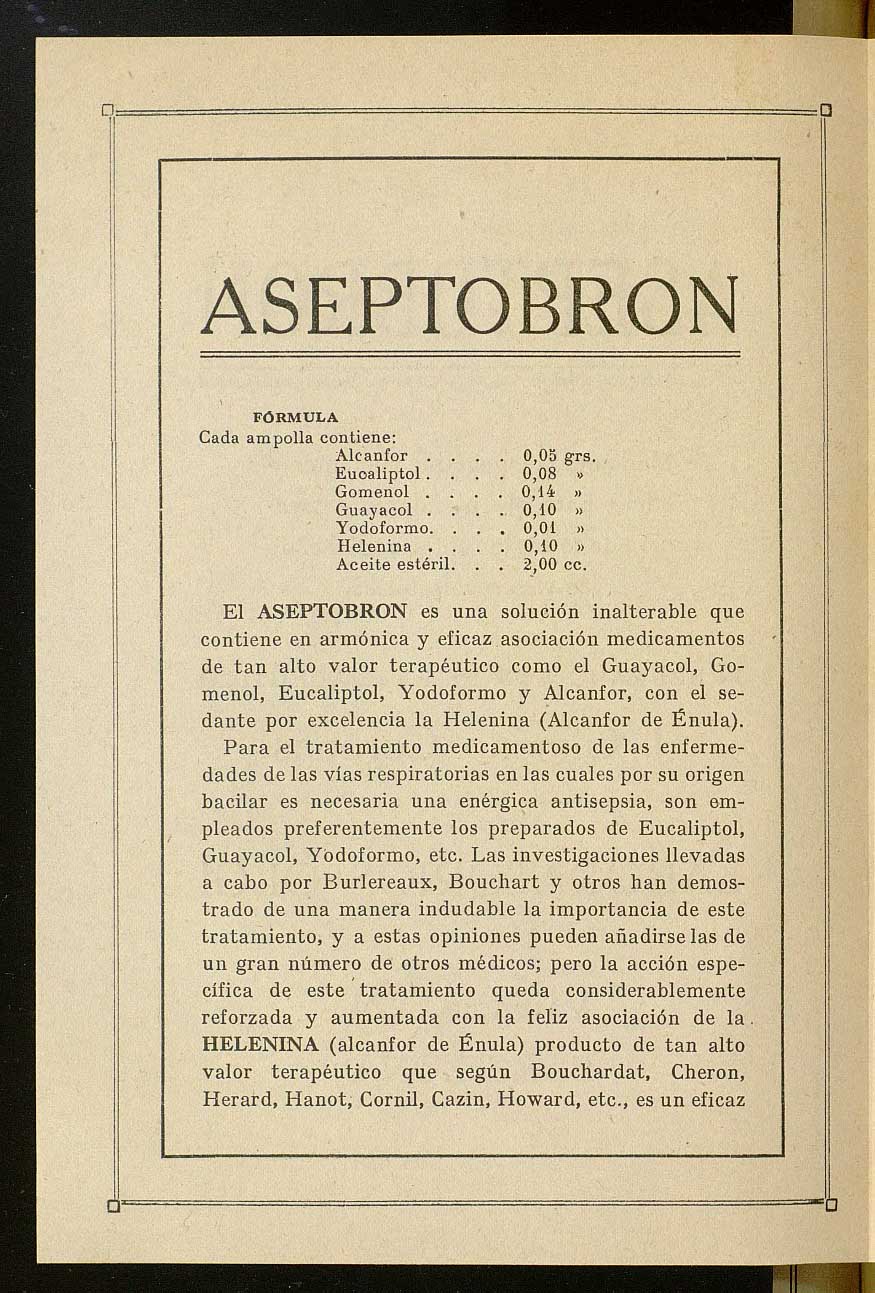 ASEPTOBRON
FÓRMULA
Cada ampolla contiene:
Alcanfor . . . . 0,05 grs.
Eucaliptol . . . . 0,08 »
Gomenol . . . . 0,14 »
Guayacol . . . . 0,10 »
Yodoformo. . . . 0,01 »
Helenina . . . . 0,10 »
Aceite estéril. . . 2,00 cc.
El ASEPTOBRON es una solución inalterable que
contiene en armónica y eficaz asociación medicamentos
de tan alto valor terapéutico como el Guayacol, Go-
menol, Eucaliptol, Yodoformo y Alcanfor, con el se-
dante por excelencia la Helenina (Alcanfor de Énula).
Para el tratamiento medicamentoso de las enferme-
dades de las vías respiratorias en las cuales por su origen
bacilar es necesaria una enérgica antisepsia, son em-
pleados preferentemente los preparados de Eucaliptol,
Guayacol, Yodoformo, etc. Las investigaciones llevadas
a cabo por Burlereaux, Bouchart y otros han demos-
trado de una manera indudable la importancia de este
tratamiento, y a estas opiniones pueden añadirse las de
un gran número de otros médicos; pero la acción espe-
cífica de este tratamiento queda considerablemente
reforzada y aumentada con la feliz asociación de la
HELENINA (alcanfor de Énula) producto de tan alto
valor terapéutico que según Bouchardat, Cheron,
Herard, Hanot, Cornil, Cazin, Howard, etc., es un eficaz